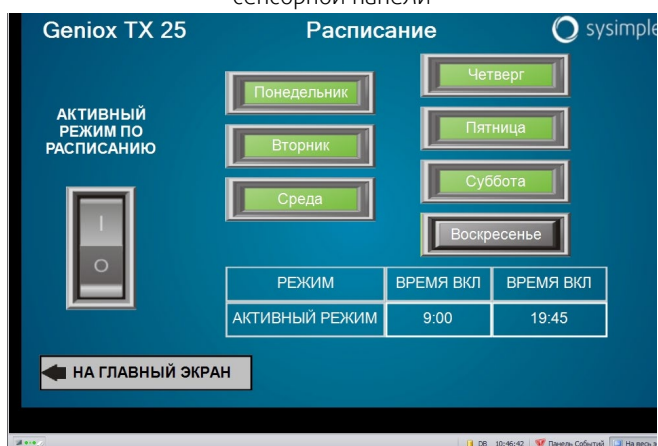 сенсорной панели
Geniox TX 25
Расписание
sysimple
АКТИВНЫЙ
РЕЖИМ ПО
РАСПИСАНИЮ
I
O
Понедельник
Вторник
Среда
Четверг
Пятница
Суббота
Воскресенье
РЕЖИМ ВРЕМЯ ВКЛ ВРЕМЯ ВКЛ
АКТИВНЫЙ РЕЖИМ 9:00 19:45
НА ГЛАВНЫЙ ЭКРАН
DB 10:46:42 Панель Событий На весь